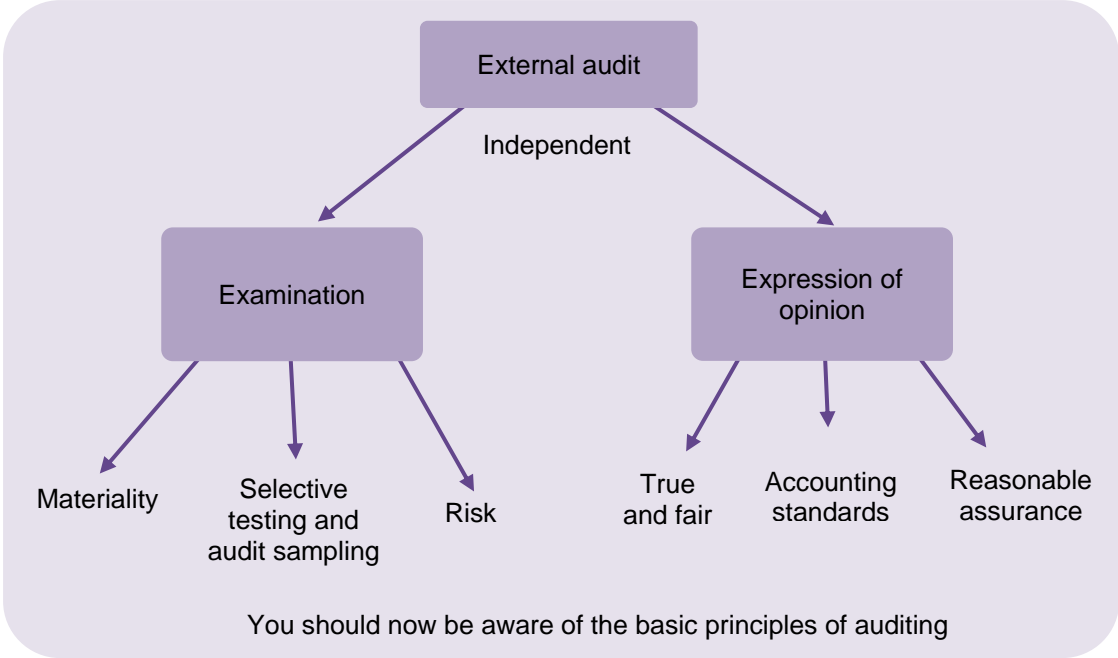 External audit
Independent
Examination
Expression of
opinion
Materiality
Selective
testing and
audit sampling
Risk
True
and fair
Accounting
standards
Reasonable
assurance
You should now be aware of the basic principles of auditing